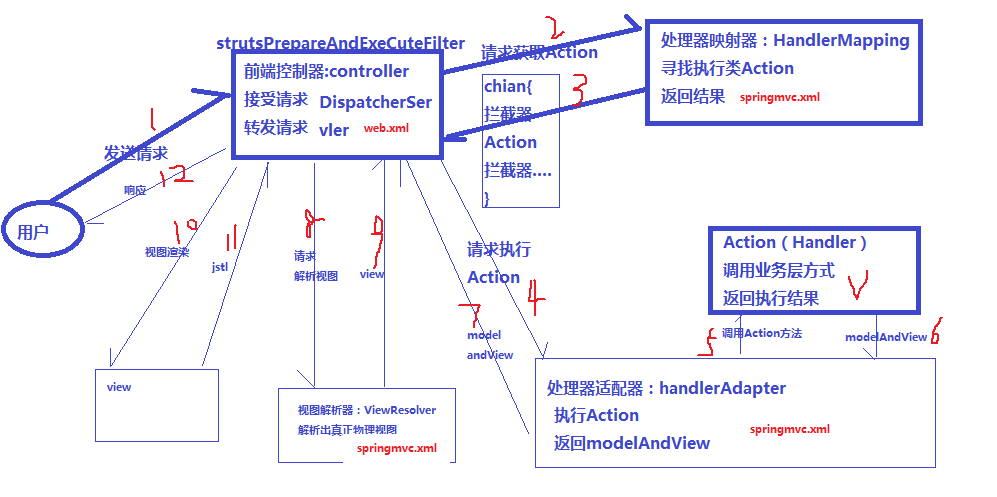 strutsPrepareAndExeCuteFilter
前端控制器:controller
接受请求 DispatcherSer
转发请求 vler web.xml
2
请求获取Action
3
chian{
拦截器
Action
拦截器....
}
处理器映射器：HandlerMapping
寻找执行类Action
返回结果 springmvc.xml
1
发送请求
12
响应
用户
10
视图渲染
11
jstl
8
请求
解析视图
9
view
请求执行
Action
4
7
model
andView
Action（Handler）
调用业务层方式
返回执行结果
5
调用Action方法
modelAndView
6
view
视图解析器：ViewResolver
解析出真正物理视图
springmvc.xml
处理器适配器：handlerAdapter
执行Action
返回modelAndView
springmvc.xml